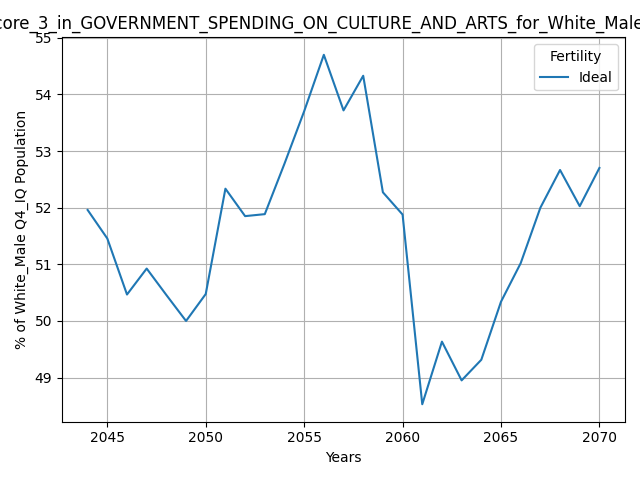 core_3_in_GOVERNMENT_SPENDING_ON_CULTURE_AND_ARTS_for_White_Male
Fertility
Ideal
% of White_Male Q4_IQ Population
55
54
53
52
51
50
49
2045 2050 2055 2060 2065 2070
Years